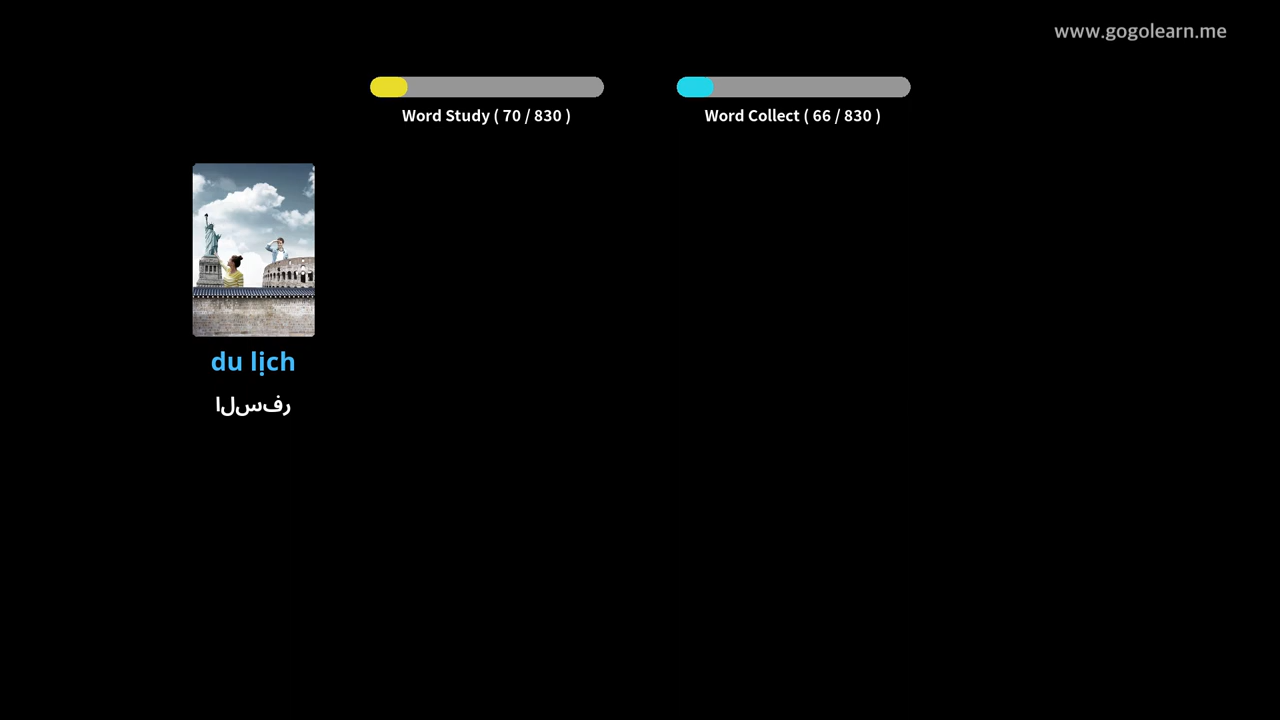 www.gogolearn.me
Word Study ( 70 / 830 )
Word Collect ( 66 / 830 )
du lịch
السفر